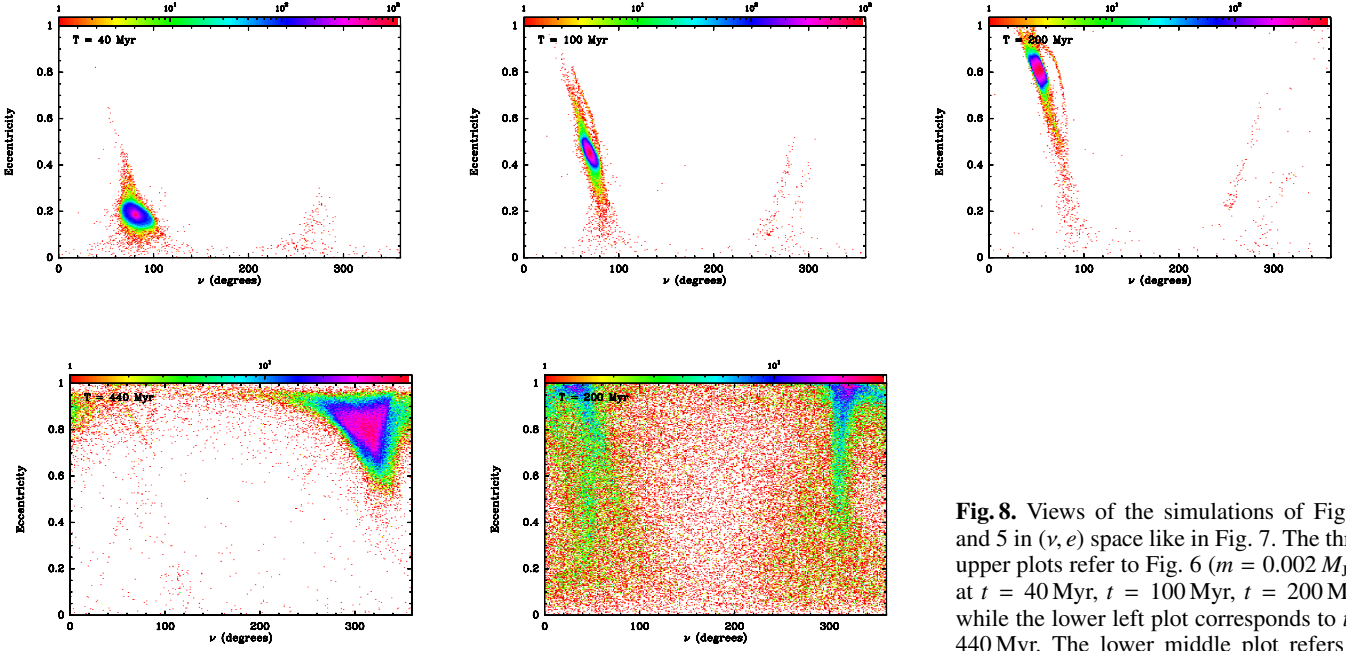 1 10¹ 10² 10³
T = 40 Myr
Eccentricity
1
0.8
0.6
0.4
0.2
0
0 100 200 300
ν (degrees)
1 10¹ 10² 10³
T = 100 Myr
Eccentricity
1
0.8
0.6
0.4
0.2
0
0 100 200 300
ν (degrees)
1 10¹ 10²
T = 200 Myr
Eccentricity
1
0.8
0.6
0.4
0.2
0
0 100 200 300
ν (degrees)
1 10¹
T = 440 Myr
Eccentricity
1
0.8
0.6
0.4
0.2
0
0 100 200 300
ν (degrees)
1 10¹
T = 200 Myr
Eccentricity
1
0.8
0.6
0.4
0.2
0
0 100 200 300
ν (degrees)
Fig. 8. Views of the simulations of Fig
and 5 in (ν, e) space like in Fig. 7. The th
upper plots refer to Fig. 6 (m = 0.002 M
at t = 40 Myr, t = 100 Myr, t = 200 M
while the lower left plot corresponds to t
440 Myr. The lower middle plot refers